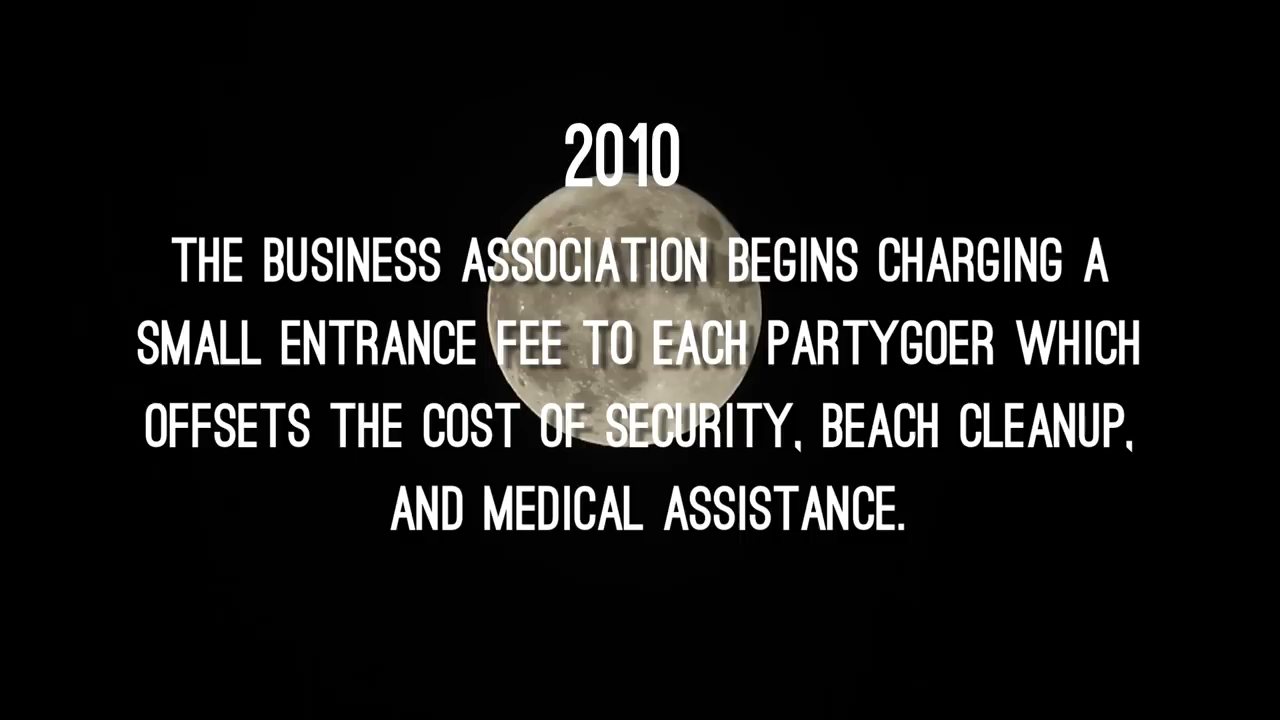 2010
THE BUSINESS ASSOCIATION BEGINS CHARGING A
SMALL ENTRANCE FEE TO EACH PARTYGOER WHICH
OFFSETS THE COST OF SECURITY, BEACH CLEANUP,
AND MEDICAL ASSISTANCE.